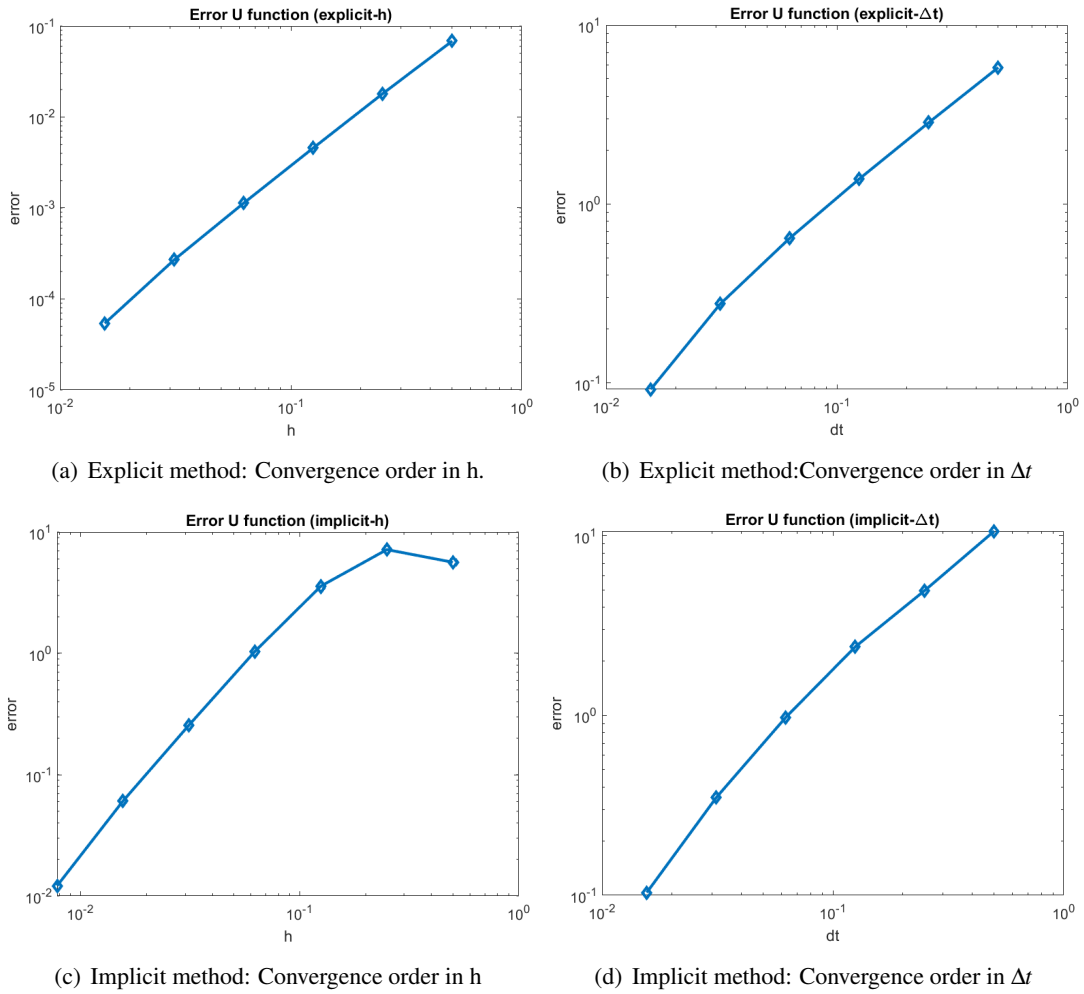 Error U function (explicit-h)
10^-1
10^-2
10^-3
10^-4
10^-5
error
10^-2
10^-1
10^0
h
(a) Explicit method: Convergence order in h.
Error U function (explicit-Δt)
10^1
10^0
10^-1
error
10^-2
10^-1
10^0
dt
(b) Explicit method:Convergence order in Δt
Error U function (implicit-h)
10^1
10^0
10^-1
10^-2
error
10^-2
10^-1
10^0
h
(c) Implicit method: Convergence order in h
Error U function (implicit-Δt)
10^1
10^0
10^-1
error
10^-2
10^-1
10^0
dt
(d) Implicit method: Convergence order in Δt